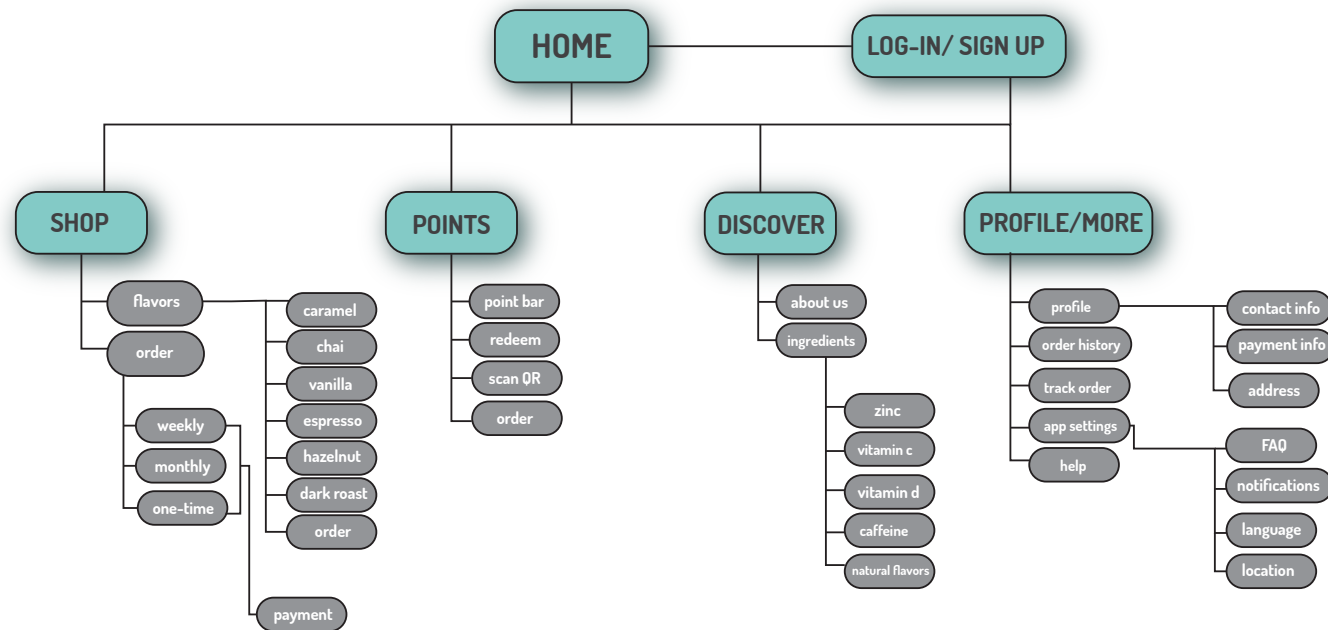 HOME
LOG-IN/ SIGN UP
SHOP
POINTS
DISCOVER
PROFILE/MORE
flavors
order
weekly
monthly
one-time
payment
caramel
chai
vanilla
espresso
hazelnut
dark roast
order
point bar
redeem
scan QR
order
about us
ingredients
zinc
vitamin c
vitamin d
caffeine
natural flavors
profile
order history
track order
app settings
help
contact info
payment info
address
FAQ
notifications
language
location